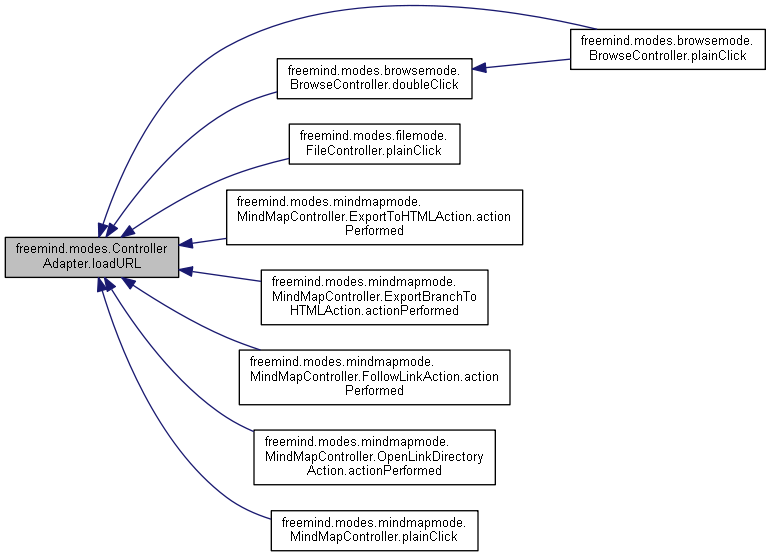 freemind.modes.browsemode.
BrowseController.plainClick
freemind.modes.browsemode.
BrowseController.doubleClick
freemind.modes.filemode.
FileController.plainClick
freemind.modes.mindmapmode.
MindMapController.ExportToHTMLAction.action
Performed
freemind.modes.Controller
Adapter.loadURL
freemind.modes.mindmapmode.
MindMapController.ExportBranchTo
HTMLAction.actionPerformed
freemind.modes.mindmapmode.
MindMapController.FollowLinkAction.action
Performed
freemind.modes.mindmapmode.
MindMapController.OpenLinkDirectory
Action.actionPerformed
freemind.modes.mindmapmode.
MindMapController.plainClick